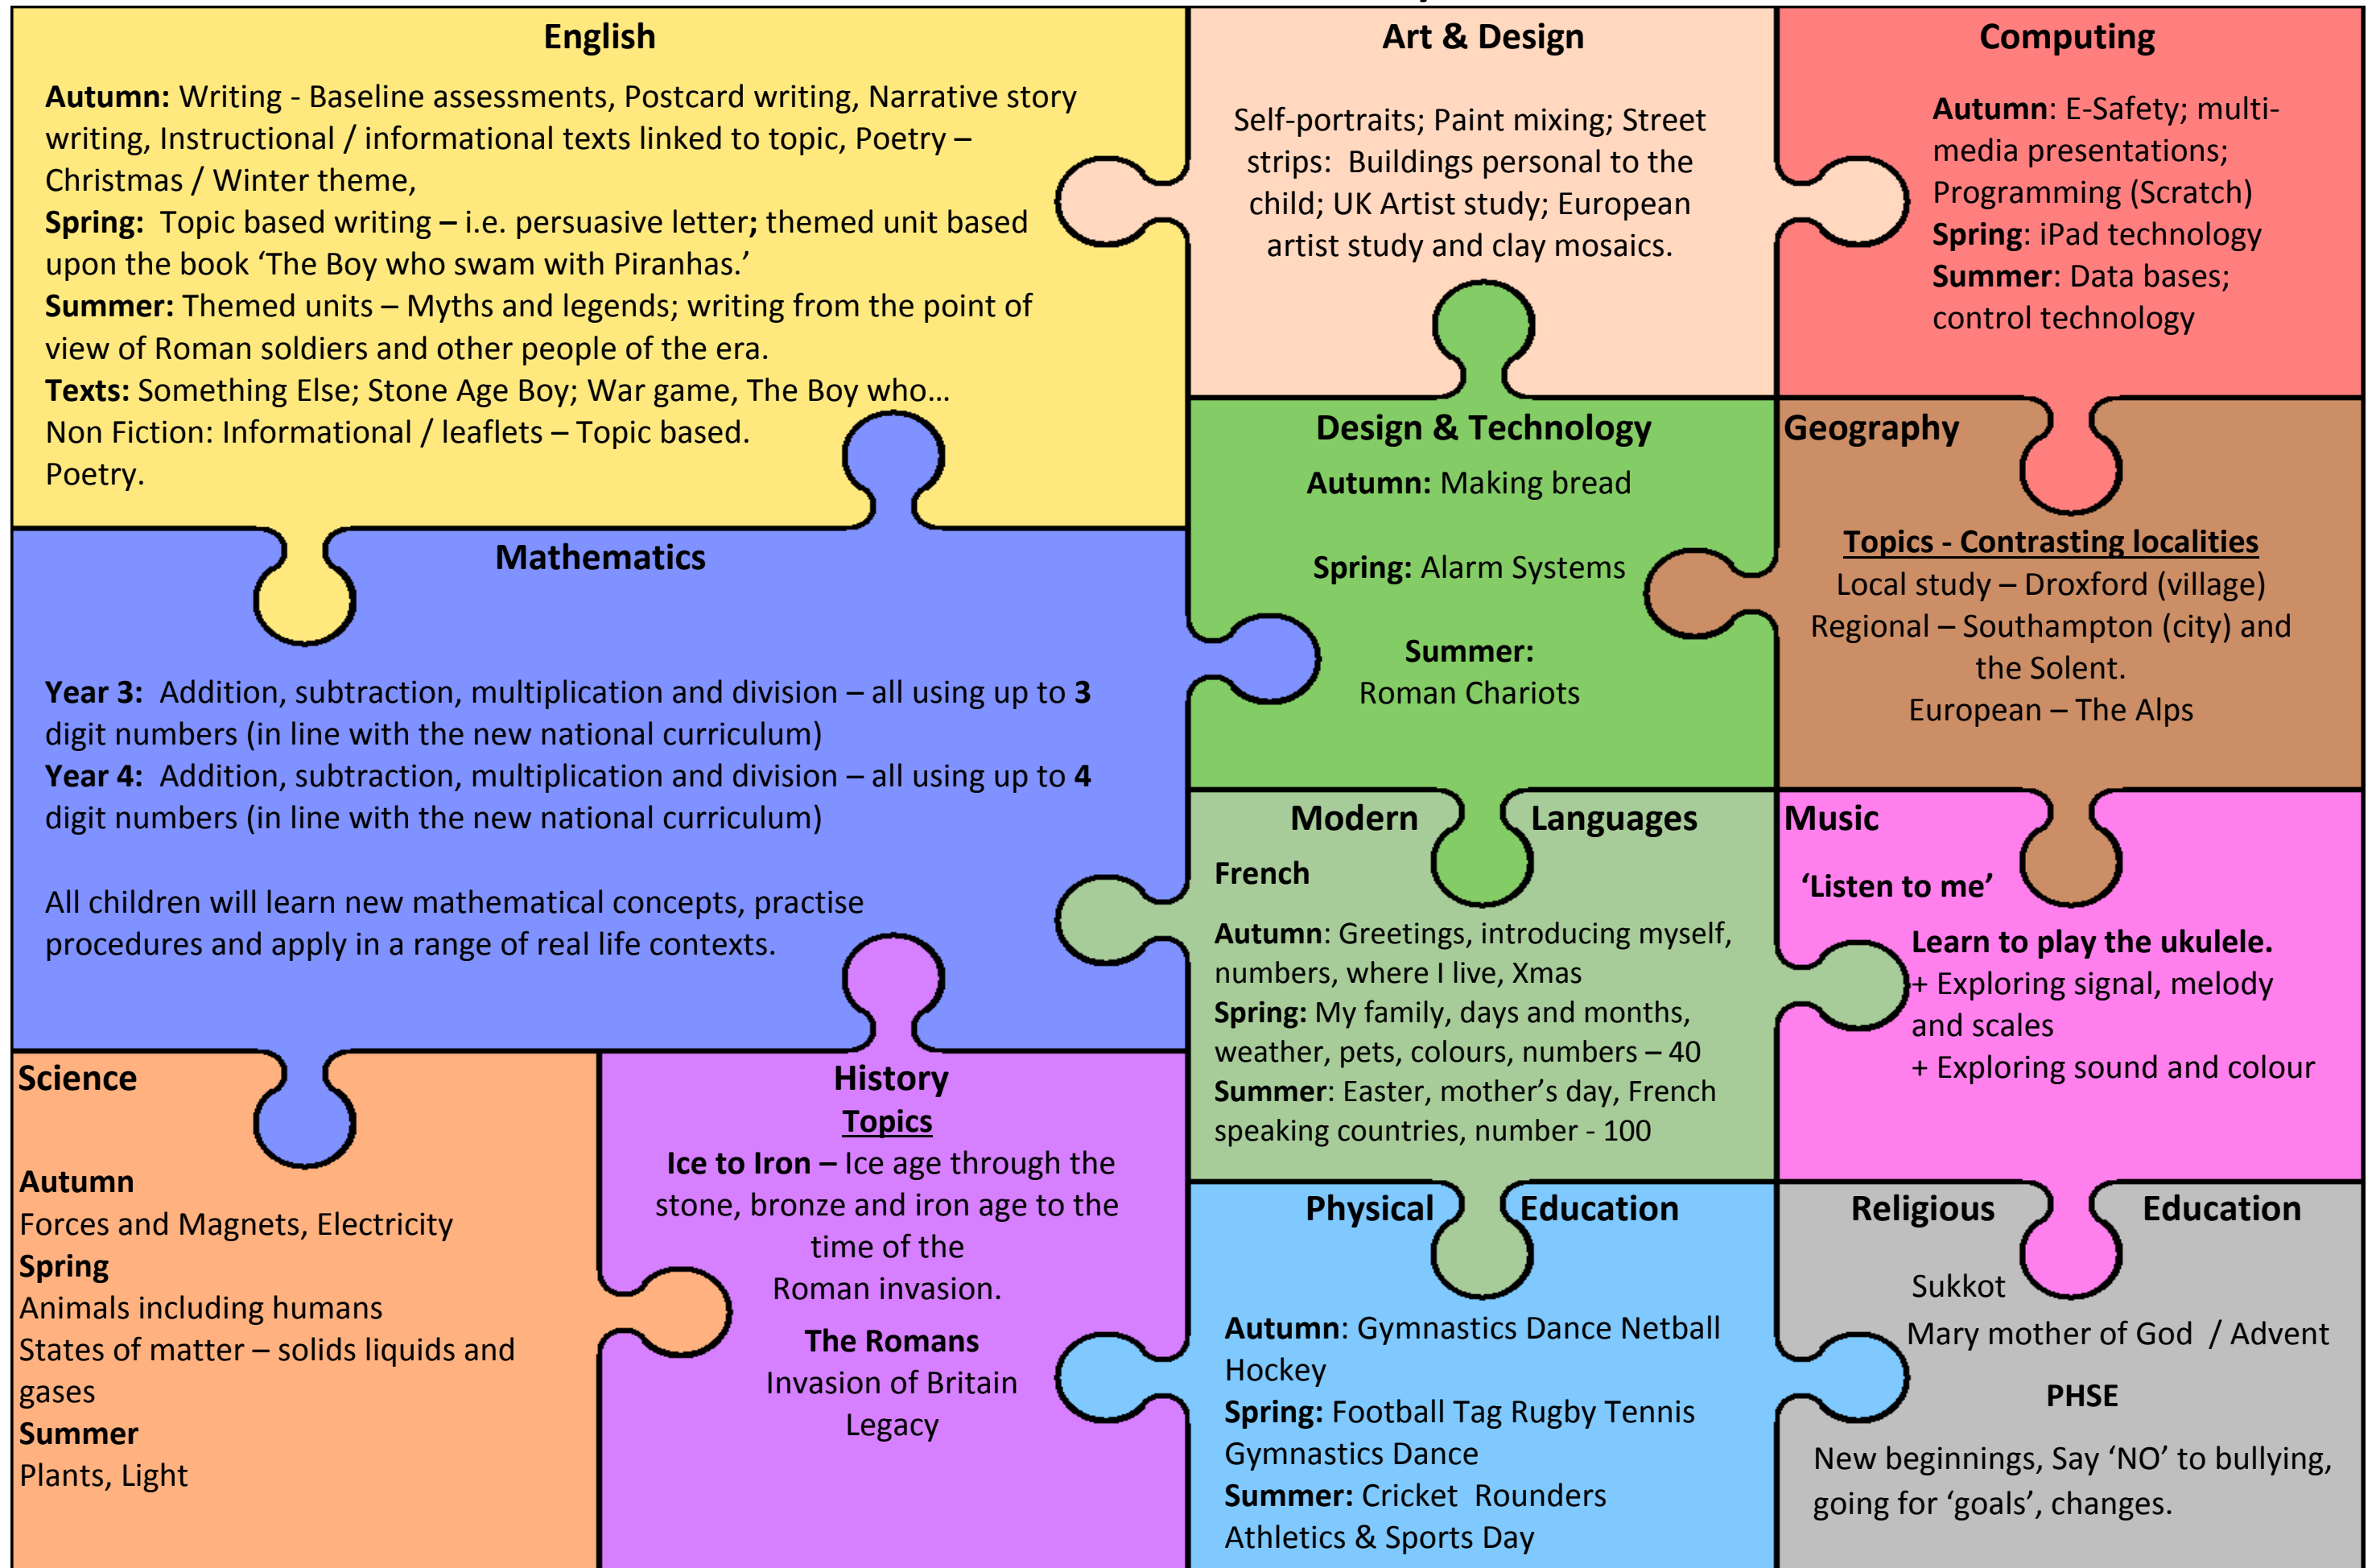 English
Autumn: Writing - Baseline assessments, Postcard writing, Narrative story
writing, Instructional / informational texts linked to topic, Poetry –
Christmas / Winter theme,
Spring:  Topic based writing – i.e. persuasive letter; themed unit based
upon the book ‘The Boy who swam with Piranhas.’
Summer: Themed units – Myths and legends; writing from the point of
view of Roman soldiers and other people of the era.
Texts: Something Else; Stone Age Boy; War game, The Boy who…
Non Fiction: Informational / leaflets – Topic based.
Poetry.
Art & Design
Self-portraits; Paint mixing; Street
strips:  Buildings personal to the
child; UK Artist study; European
artist study and clay mosaics.
Computing
Autumn: E-Safety; multi-
media presentations;
Programming (Scratch)
Spring: iPad technology
Summer: Data bases;
control technology
Design & Technology
Autumn: Making bread
Spring: Alarm Systems
Summer:
Roman Chariots
Geography
Topics - Contrasting localities
Local study – Droxford (village)
Regional – Southampton (city) and
the Solent.
European – The Alps
Mathematics
Year 3:  Addition, subtraction, multiplication and division – all using up to 3
digit numbers (in line with the new national curriculum)
Year 4:  Addition, subtraction, multiplication and division – all using up to 4
digit numbers (in line with the new national curriculum)
All children will learn new mathematical concepts, practise
procedures and apply in a range of real life contexts.
Modern Languages
French
Autumn: Greetings, introducing myself,
numbers, where I live, Xmas
Spring: My family, days and months,
weather, pets, colours, numbers – 40
Summer: Easter, mother’s day, French
speaking countries, number - 100
Music
‘Listen to me’
Learn to play the ukulele.
+ Exploring signal, melody
and scales
+ Exploring sound and colour
Science
Autumn
Forces and Magnets, Electricity
Spring
Animals including humans
States of matter – solids liquids and
gases
Summer
Plants, Light
History
Topics
Ice to Iron – Ice age through the
stone, bronze and iron age to the
time of the
Roman invasion.
The Romans
Invasion of Britain
Legacy
Physical Education
Autumn: Gymnastics Dance Netball
Hockey
Spring: Football Tag Rugby Tennis
Gymnastics Dance
Summer: Cricket  Rounders
Athletics & Sports Day
Religious Education
Sukkot
Mary mother of God  / Advent
PHSE
New beginnings, Say ‘NO’ to bullying,
going for ‘goals’, changes.